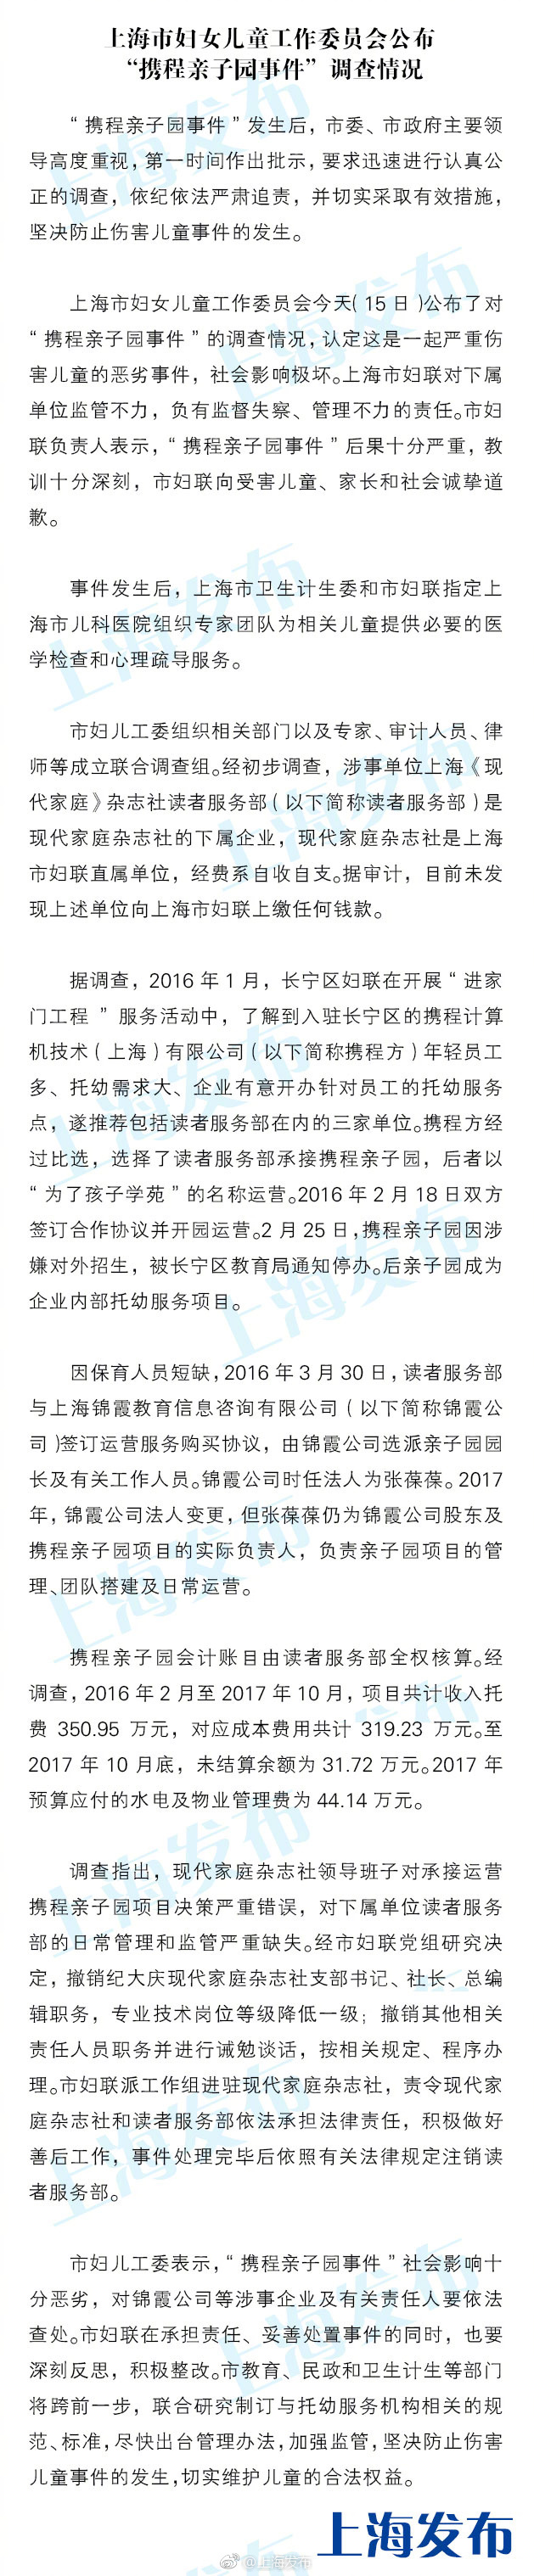 上海市妇女儿童工作委员会公布
“携程亲子园事件”调查情况
“携程亲子园事件”发生后，市委、市政府主要领
导高度重视，第一时间作出批示，要求迅速进行认真公
正的调查，依纪依法严肃追责，并切实采取有效措施，
坚决防止伤害儿童事件的发生。
上海市妇女儿童工作委员会今天(15日)公布了对
“携程亲子园事件”的调查情况，认定这是一起严重伤
害儿童的恶劣事件，社会影响极坏。上海市妇联对下属
单位监管不力，负有监督失察、管理不力的责任。市妇
联负责人表示，“携程亲子园事件”后果十分严重，教
训十分深刻，市妇联向受害儿童、家长和社会诚挚道
歉。
事件发生后，上海市卫生计生委和市妇联指定上
海市儿科医院组织专家团队为相关儿童提供必要的医
学检查和心理疏导服务。
市妇儿工委组织相关部门以及专家、审计人员、律
师等成立联合调查组。经初步调查，涉事单位上海《现
代家庭》杂志社读者服务部（以下简称读者服务部）是
现代家庭杂志社的下属企业，现代家庭杂志社是上海
市妇联直属单位，经费系自收自支。据审计，目前未发
现上述单位向上海市妇联上缴任何钱款。
据调查，2016年1月，长宁区妇联在开展“进家
门工程”服务活动中，了解到入驻长宁区的携程计算
机技术（上海）有限公司（以下简称携程方）年轻员工
多、托幼需求大、企业有意开办针对员工的托幼服务
点，遂推荐包括读者服务部在内的三家单位。携程方经
过比选，选择了读者服务部承接携程亲子园，后者以
“为了孩子学苑”的名称运营。2016年2月18日双方
签订合作协议并开园运营。2月25日，携程亲子园因涉
嫌对外招生，被长宁区教育局通知停办。后亲子园成为
企业内部托幼服务项目。
因保育人员短缺，2016年3月30日，读者服务部
与上海锦霞教育信息咨询有限公司（以下简称锦霞公
司）签订运营服务购买协议，由锦霞公司选派亲子园园
长及有关工作人员。锦霞公司时任法人为张葆葆。2017
年，锦霞公司法人变更，但张葆葆仍为锦霞公司股东及
携程亲子园项目的实际负责人，负责亲子园项目的管
理、团队搭建及日常运营。
携程亲子园会计账目由读者服务部全权核算。经
调查，2016年2月至2017年10月，项目共计收入托
费350.95万元，对应成本费用共计319.23万元。至
2017年10月底，未结算余额为31.72万元。2017年
预算应付的水电及物业管理费为44.14万元。
调查指出，现代家庭杂志社领导班子对承接运营
携程亲子园项目决策严重错误，对下属单位读者服务
部的日常管理和监管严重缺失。经市妇联党组研究决
定，撤销纪大庆现代家庭杂志社支部书记、社长、总编
辑职务，专业技术岗位等级降低一级；撤销其他相关
责任人员职务并进行诫勉谈话，按相关规定、程序办
理。市妇联派工作组进驻现代家庭杂志社，责令现代家
庭杂志社和读者服务部依法承担法律责任，积极做好
善后工作，事件处理完毕后依照有关法律规定注销读
者服务部。
市妇儿工委表示，“携程亲子园事件”社会影响十
分恶劣，对锦霞公司等涉事企业及有关责任人要依法
查处。市妇联在承担责任、妥善处置事件的同时，也要
深刻反思，积极整改。市教育、民政和卫生计生等部门
将跨前一步，联合研究制订与托幼服务机构相关的规
范、标准，尽快出台管理办法，加强监管，坚决防止伤害
儿童事件的发生，切实维护儿童的合法权益。
上海发布
@上海发布